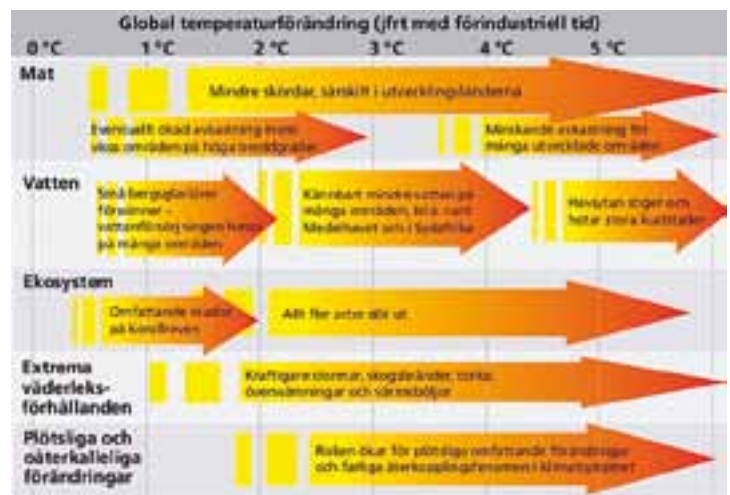 Global temperaturförändring (jfrt med förindustriell tid)
0 °C 1 °C 2 °C 3 °C 4 °C 5 °C
Mat
Mindre skördar, särskilt i utvecklingsländerna
Eventuellt ökad avkastning inom
vissa områden på höga breddgrader
Minskande avkastning för
många utvecklade områden
Vatten
Små bergsglaciärer
försvinner –
vattenförsörjningen hotas
på många områden
Kännbart mindre vatten på
många områden, bl a runt
Medelhavet och i Sydafrika
Havsytan stiger och
hotar stora kuststäder
Ekosystem
Omfattande skador
på korallreven
Allt fler arter dör ut
Extrema
väderleks-
förhållanden
Kraftigare stormar, skogsbränder, torka,
översvämningar och värmeböljor
Plötsliga och
oåterkalleliga
förändringar
Risken ökar för plötsliga omfattande förändringar
och farliga återkopplingsfenomen i klimatsystemet